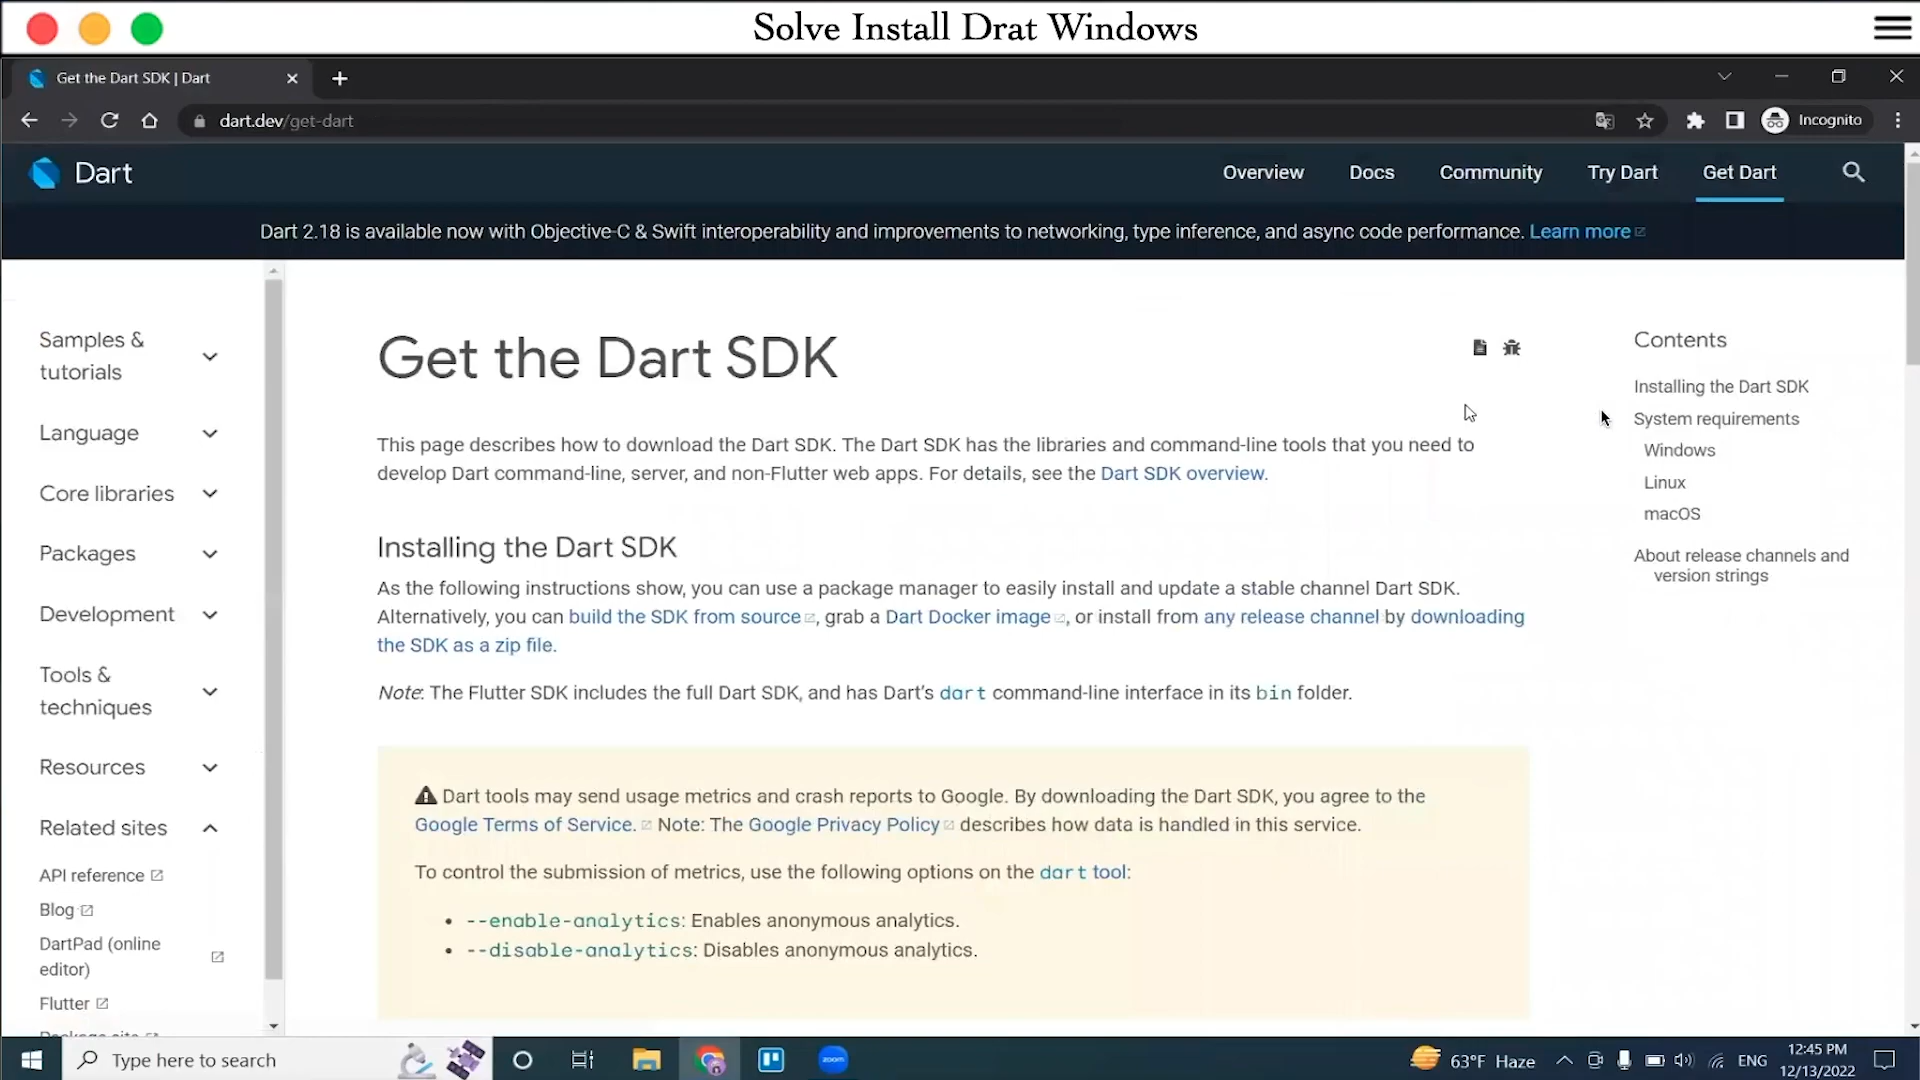 Solve Install Drat Windows
Get the Dart SDK | Dart
dart.dev/get-dart
Incognito
Dart
Overview
Docs
Community
Try Dart
Get Dart
Dart 2.18 is available now with Objective-C & Swift interoperability and improvements to networking, type inference, and async code performance. Learn more
Samples &
tutorials
Language
Core libraries
Packages
Development
Tools &
techniques
Resources
Related sites
API reference
Blog
DartPad (online
editor)
Flutter
Get the Dart SDK
This page describes how to download the Dart SDK. The Dart SDK has the libraries and command-line tools that you need to
develop Dart command-line, server, and non-Flutter web apps. For details, see the Dart SDK overview.
Installing the Dart SDK
As the following instructions show, you can use a package manager to easily install and update a stable channel Dart SDK.
Alternatively, you can build the SDK from source, grab a Dart Docker image, or install from any release channel by downloading
the SDK as a zip file.
Note: The Flutter SDK includes the full Dart SDK, and has Dart's dart command-line interface in its bin folder.
Dart tools may send usage metrics and crash reports to Google. By downloading the Dart SDK, you agree to the
Google Terms of Service. Note: The Google Privacy Policy describes how data is handled in this service.
To control the submission of metrics, use the following options on the dart tool:
• --enable-analytics: Enables anonymous analytics.
• --disable-analytics: Disables anonymous analytics.
Contents
Installing the Dart SDK
System requirements
Windows
Linux
macOS
About release channels and
version strings
Type here to search
zoom
63°F Haze
ENG
12:45 PM
12/13/2022